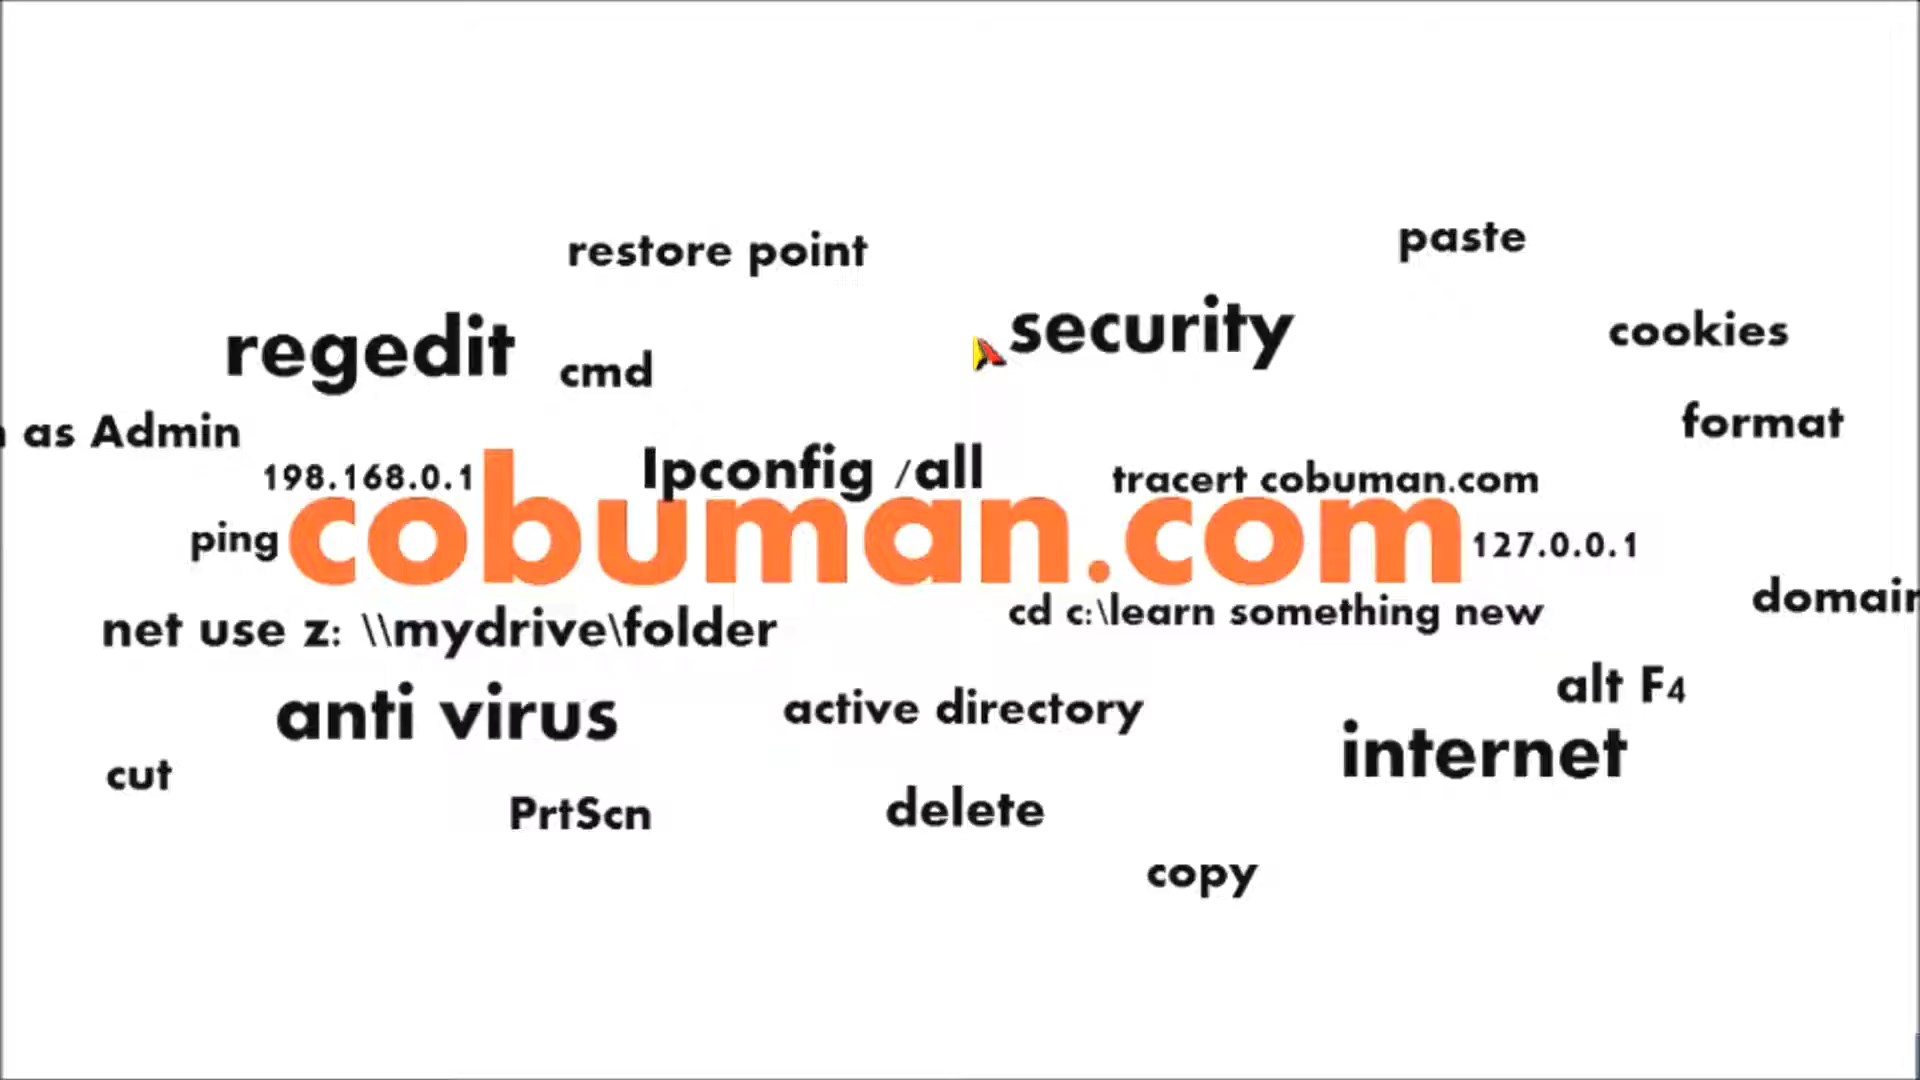 restore point
paste
regedit
security
cmd
cookies
as Admin
format
198.168.0.1
Ipconfig /all
tracert cobuman.com
ping
cobuman.com
127.0.0.1
net use z: \\mydrive\folder
cd c:\learn something new
domain
anti virus
active directory
alt F4
internet
cut
PrtScn
delete
copy